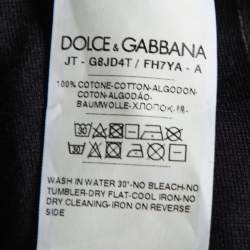 DOLCE & GABBANA
JT - G8JD4T / FH7YA - A
100% COTONE-COTTON-ALGODON-
COTON-ALGODÃO-
BAUMWOLLE-ХЛОПОК-棉-
WASH IN WATER 30°-NO BLEACH-NO
TUMBLER-DRY FLAT-COOL IRON-NO
DRY CLEANING-IRON ON REVERSE
SIDE